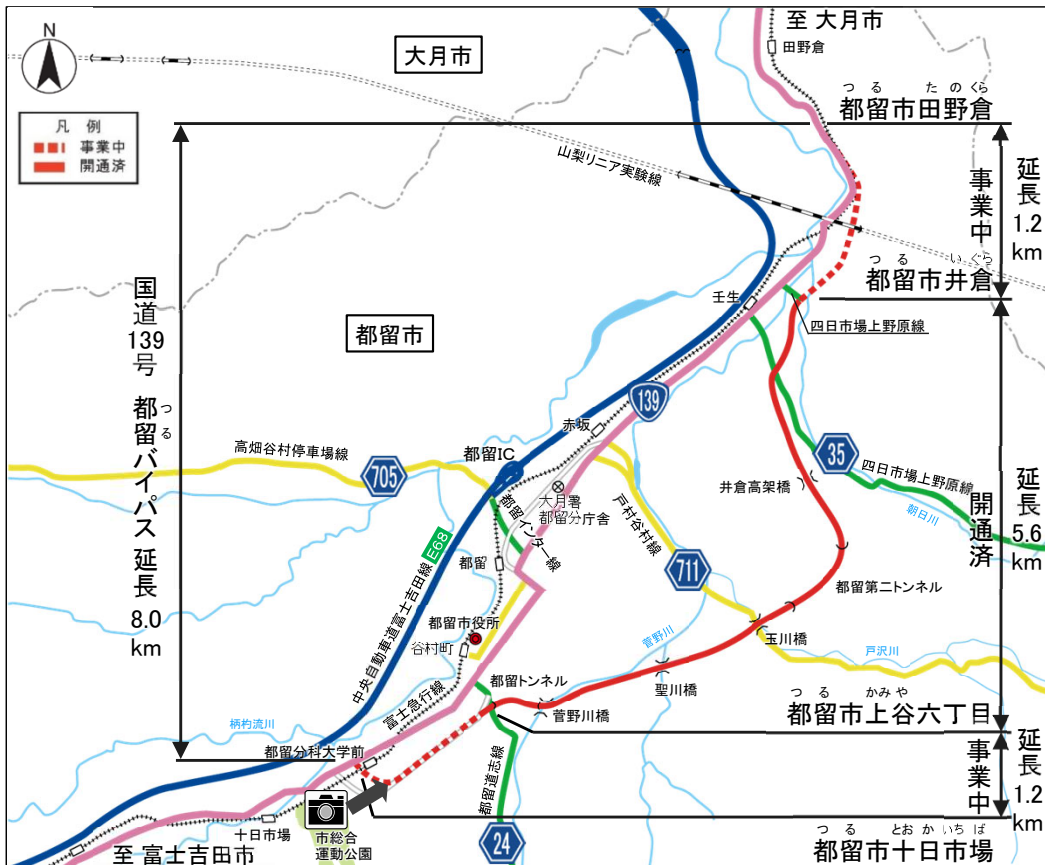 N
大月市
至 大月市
田野倉
つる たのくら
都留市田野倉
凡 例
事業中
開通済
山梨リニア実験線
延長
1.2
km
事業中
つる いぐら
都留市井倉
壬生
四日市場上野原線
国道
139
号
都留バイパス
つる
延長
8.0
km
都留市
139
赤坂
高畑谷村停車場線
705
都留IC
大月署
都留分庁舎
都留インター線
戸村谷村線
35
四日市場上野原線
井倉高架橋
朝日川
開通済
延長
5.6
km
E68
中央自動車道富士吉田線
都留
711
都留第二トンネル
都留市役所
谷村町
菅野川
玉川橋
戸沢川
富士急行線
都留トンネル
聖川橋
菅野川橋
つる かみや
都留市上谷六丁目
柄杓流川
都留分科大学前
都留道志線
事業中
延長
1.2
km
十日市場
市総合
運動公園
24
至 富士吉田市
つる とおかいちば
都留市十日市場